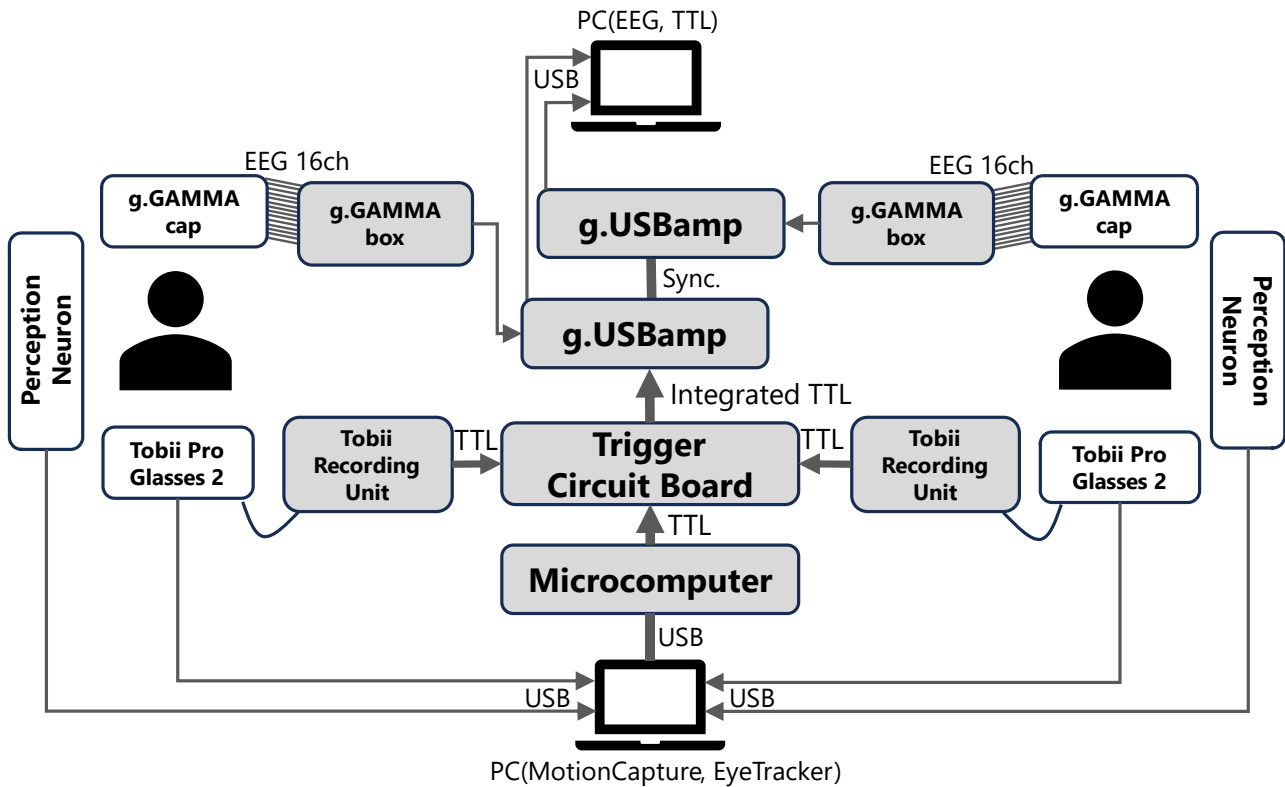 PC(EEG, TTL)
USB
EEG 16ch
EEG 16ch
g.GAMMA
cap
g.GAMMA
box
g.USBamp
g.GAMMA
box
g.GAMMA
cap
Sync.
g.USBamp
Perception
Neuron
Perception
Neuron
Integrated TTL
Tobii Pro
Glasses 2
Tobii
Recording
Unit
TTL
Trigger
Circuit Board
TTL
Tobii
Recording
Unit
Tobii Pro
Glasses 2
TTL
Microcomputer
USB
USB
USB
PC(MotionCapture, EyeTracker)